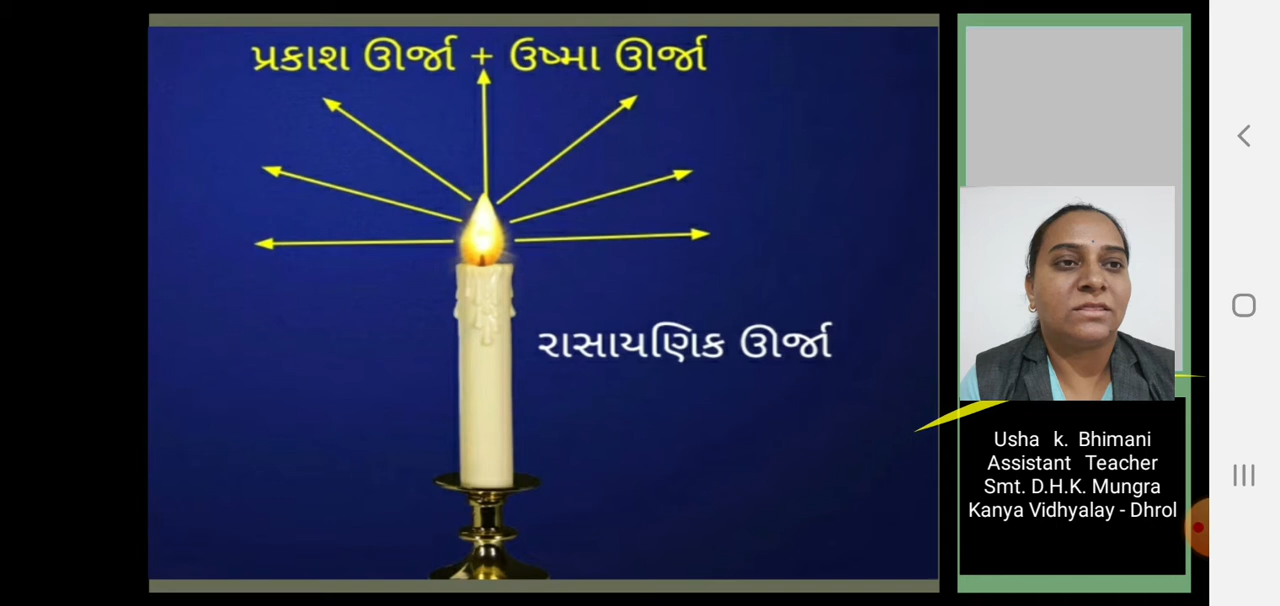 પ્રકાશ ઊર્જા + ઉષ્મા ઊર્જા
રાસાયણિક ઊર્જા
Usha k. Bhimani
Assistant Teacher
Smt. D.H.K. Mungra
Kanya Vidhyalay - Dhrol